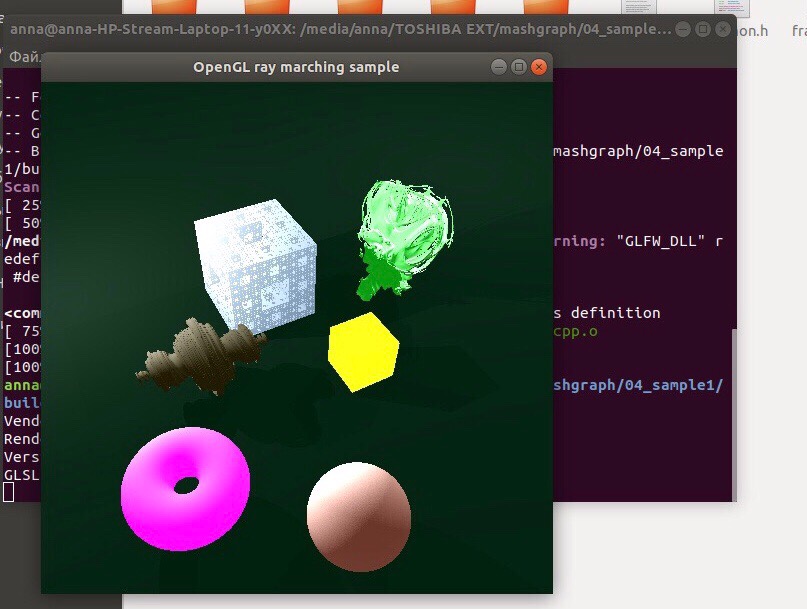 anna@anna-HP-Stream-Laptop-11-y0XX: /media/anna/TOSHIBA EXT/mashgraph/04_sample...
on.h
fra
Фай
OpenGL ray marching sample
-- F
-- C
-- G
-- B mashgraph/04_sample
1/bu
Scan
[ 25
[ 50
/med rning: "GLFW_DLL" r
edef
#de
<com s definition
[ 75 cpp.o
[100
[100
anna shgraph/04_sample1/
buil
Vend
Rend
Vers
GLSL